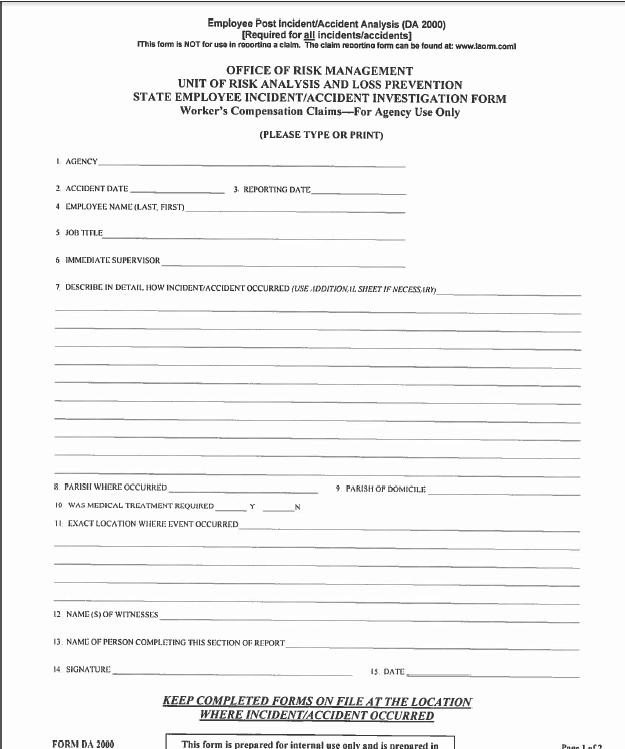 Employee Post Incident/Accident Analysis (DA 2000)
[Required for all incidents/accidents]
[This form is NOT for use in reporting a claim. The claim reporting form can be found at: www.laorm.com]
OFFICE OF RISK MANAGEMENT
UNIT OF RISK ANALYSIS AND LOSS PREVENTION
STATE EMPLOYEE INCIDENT/ACCIDENT INVESTIGATION FORM
Worker's Compensation Claims—For Agency Use Only
(PLEASE TYPE OR PRINT)
1. AGENCY
2. ACCIDENT DATE 3. REPORTING DATE
4 EMPLOYEE NAME (LAST, FIRST)
5 JOB TITLE
6 IMMEDIATE SUPERVISOR
7 DESCRIBE IN DETAIL HOW INCIDENT/ACCIDENT OCCURRED (USE ADDITIONAL SHEET IF NECESSARY)
8. PARISH WHERE OCCURRED 9. PARISH OF DOMICILE
10 WAS MEDICAL TREATMENT REQUIRED Y N
11. EXACT LOCATION WHERE EVENT OCCURRED
12 NAME (S) OF WITNESSES
13. NAME OF PERSON COMPLETING THIS SECTION OF REPORT
14 SIGNATURE 15. DATE
KEEP COMPLETED FORMS ON FILE AT THE LOCATION
WHERE INCIDENT/ACCIDENT OCCURRED
FORM DA 2000 This form is prepared for internal use only and is prepared in Page 1 of 2